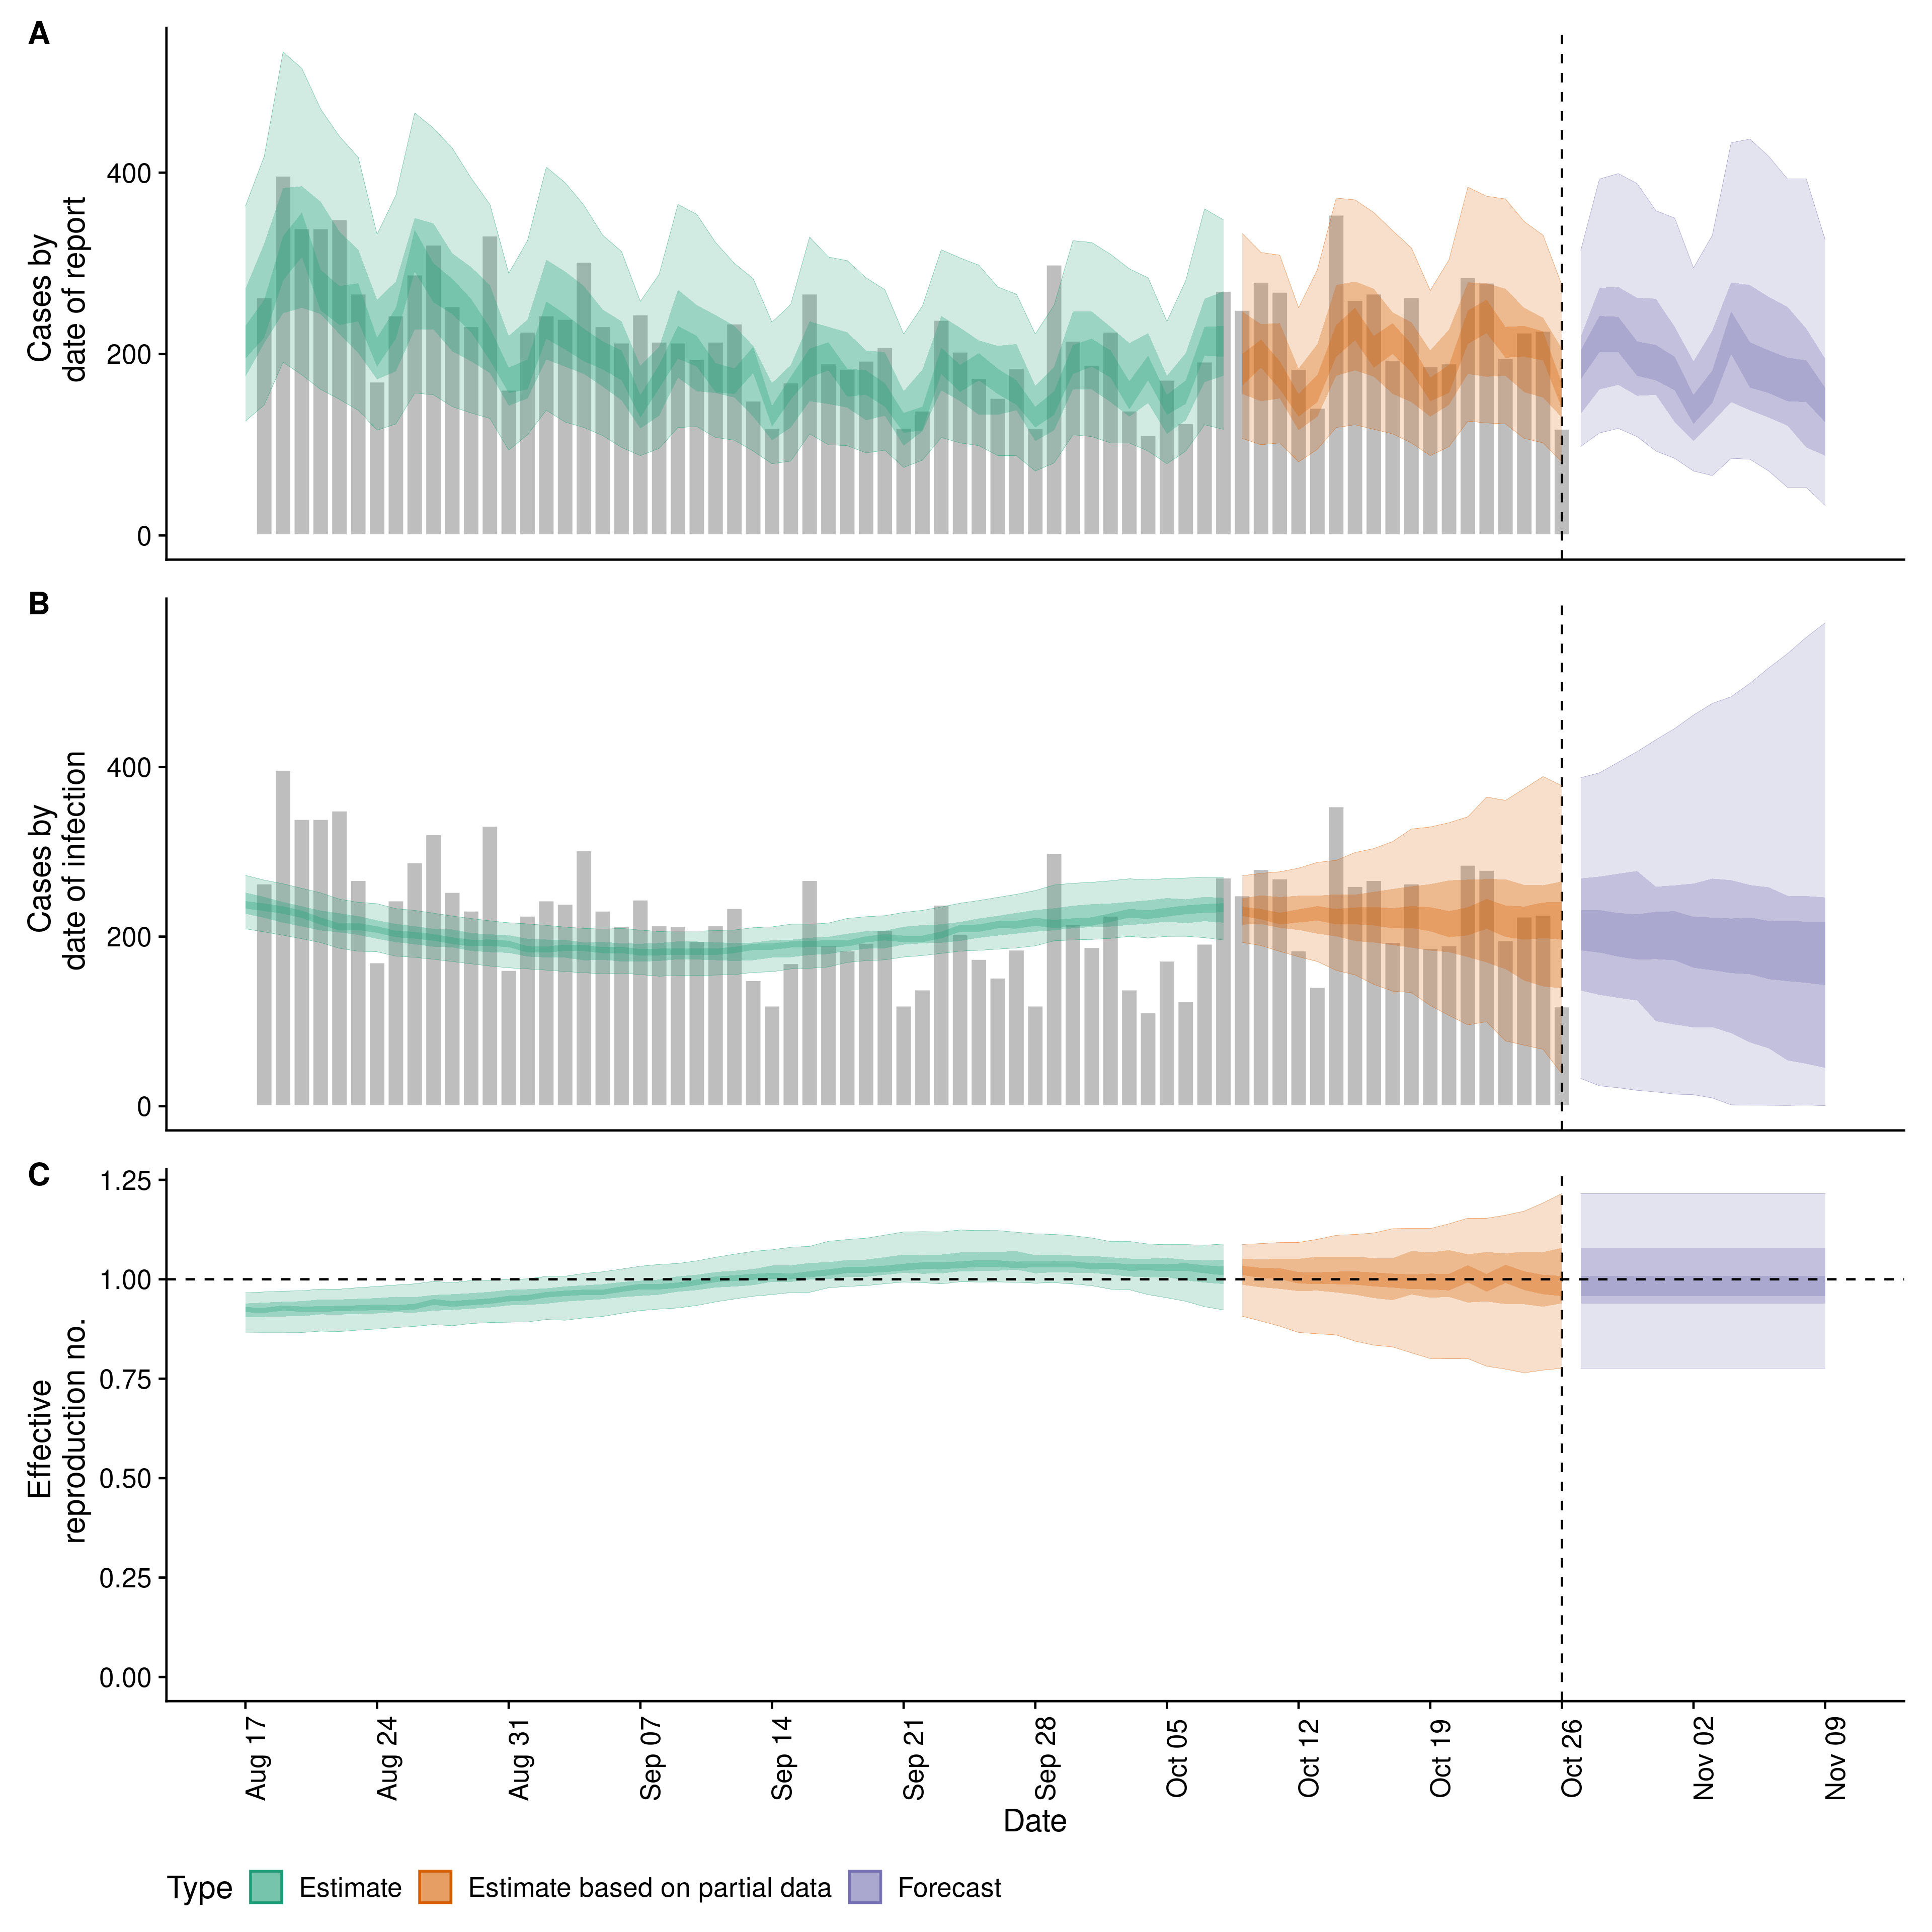 A
400
200
0
Cases by
date of report
B
400
200
0
Cases by
date of infection
C
1.25
1.00
0.75
0.50
0.25
0.00
Effective
reproduction no.
Aug 17
Aug 24
Aug 31
Sep 07
Sep 14
Sep 21
Sep 28
Oct 05
Oct 12
Oct 19
Oct 26
Nov 02
Nov 09
Date
Type Estimate Estimate based on partial data Forecast